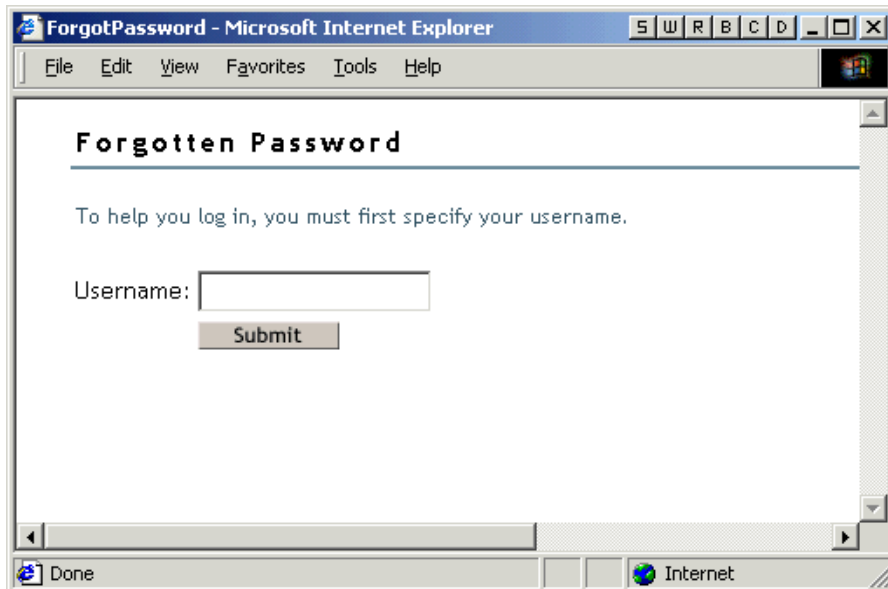 ForgotPassword - Microsoft Internet Explorer S W R B C D
File Edit View Favorites Tools Help
Forgotten Password
To help you log in, you must first specify your username.
Username:
Submit
Done Internet